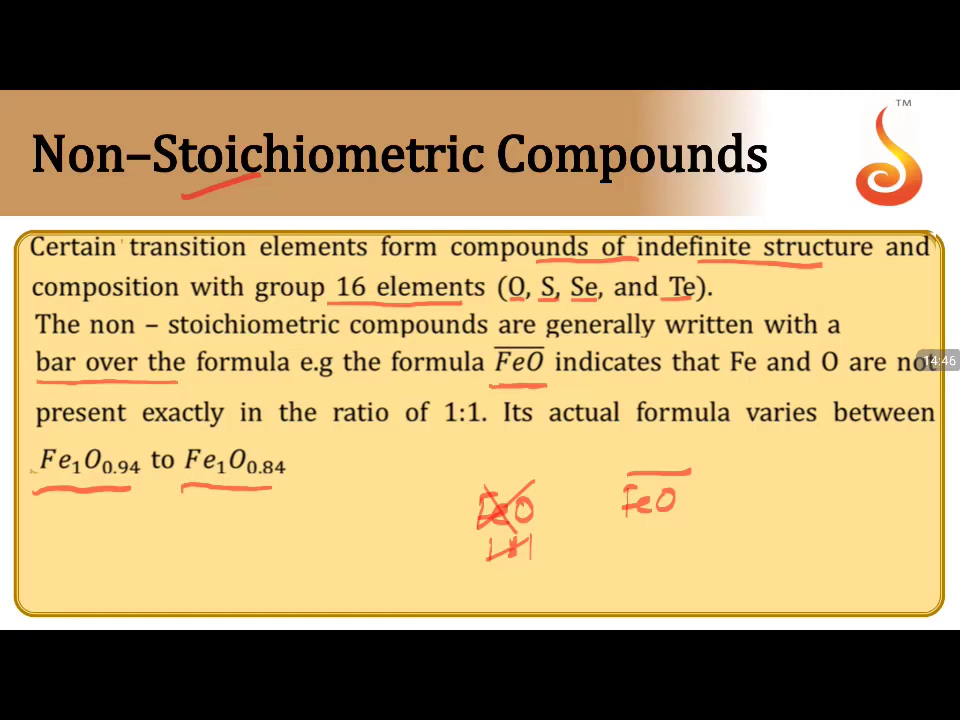 TM
Non–Stoichiometric Compounds
Certain transition elements form compounds of indefinite structure and
composition with group 16 elements (O, S, Se, and Te).
The non – stoichiometric compounds are generally written with a
bar over the formula e.g the formula F̅e̅O̅ indicates that Fe and O are not
14:46
present exactly in the ratio of 1:1. Its actual formula varies between
Fe₁O₀.₉₄ to Fe₁O₀.₈₄
FeO F̅e̅O̅
1:1